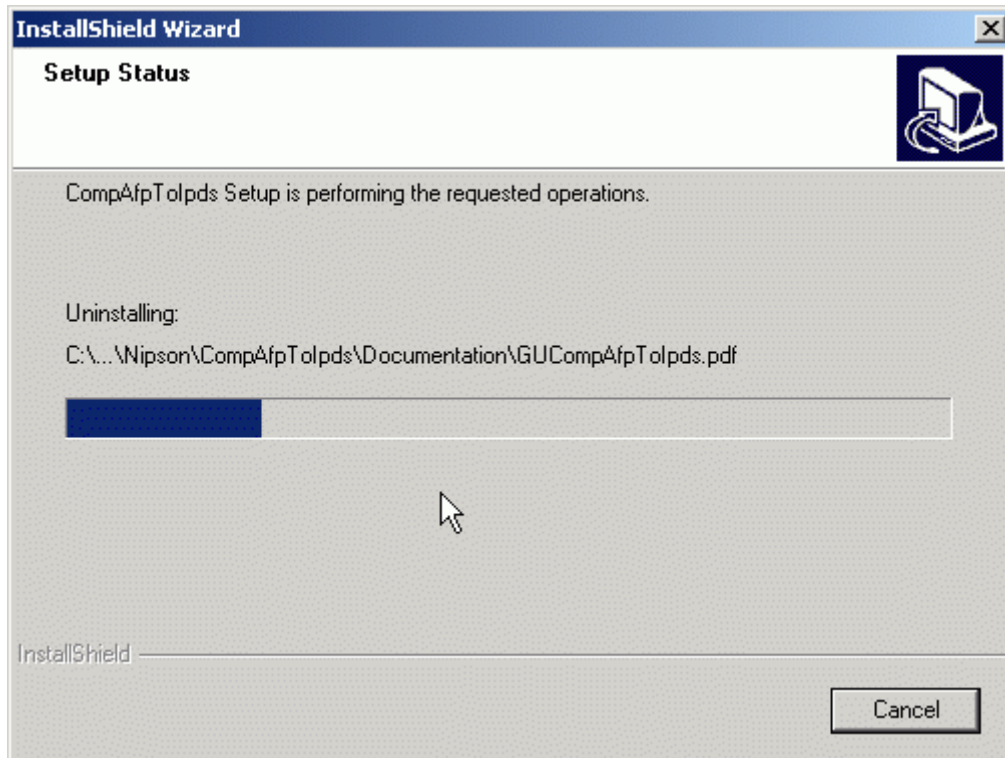 InstallShield Wizard
Setup Status
CompAfpToIpds Setup is performing the requested operations.
Uninstalling:
C:\...\Nipson\CompAfpToIpds\Documentation\GUCompAfpToIpds.pdf
InstallShield
Cancel